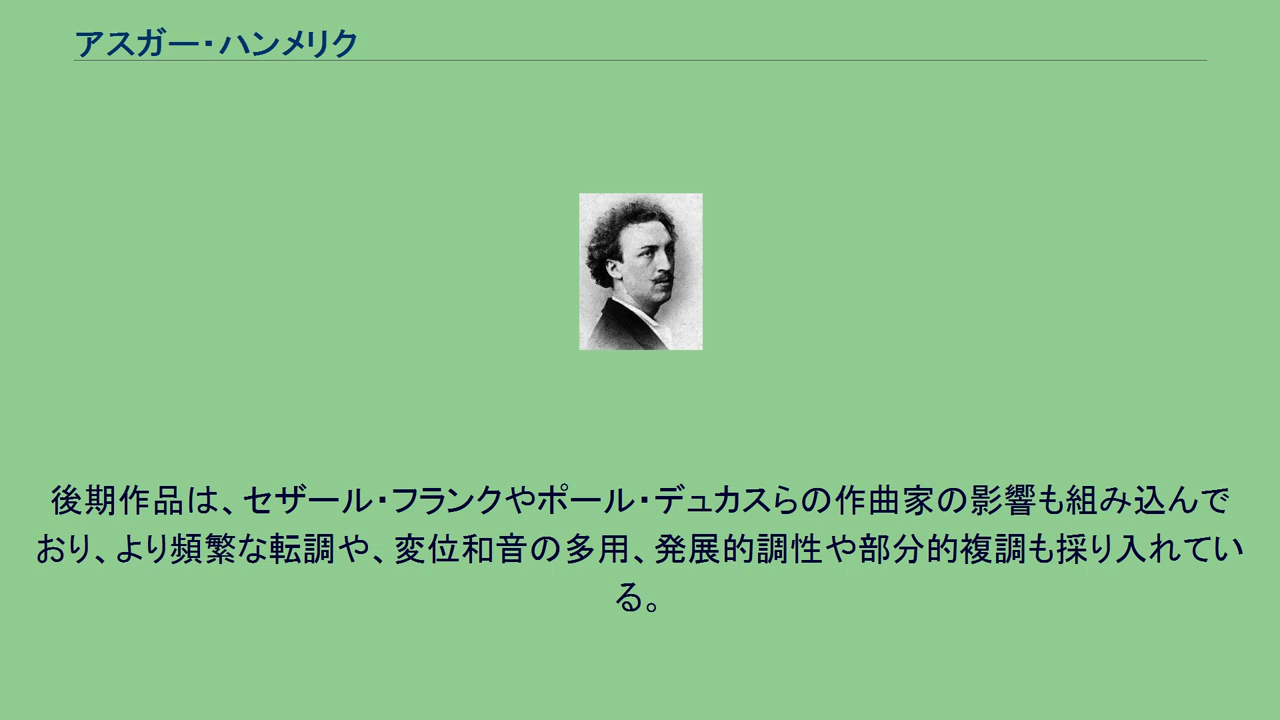 アスガー・ハンメリク
後期作品は、セザール・フランクやポール・デュカスらの作曲家の影響も組み込んで
おり、より頻繁な転調や、変位和音の多用、発展的調性や部分的複調も採り入れてい
る。